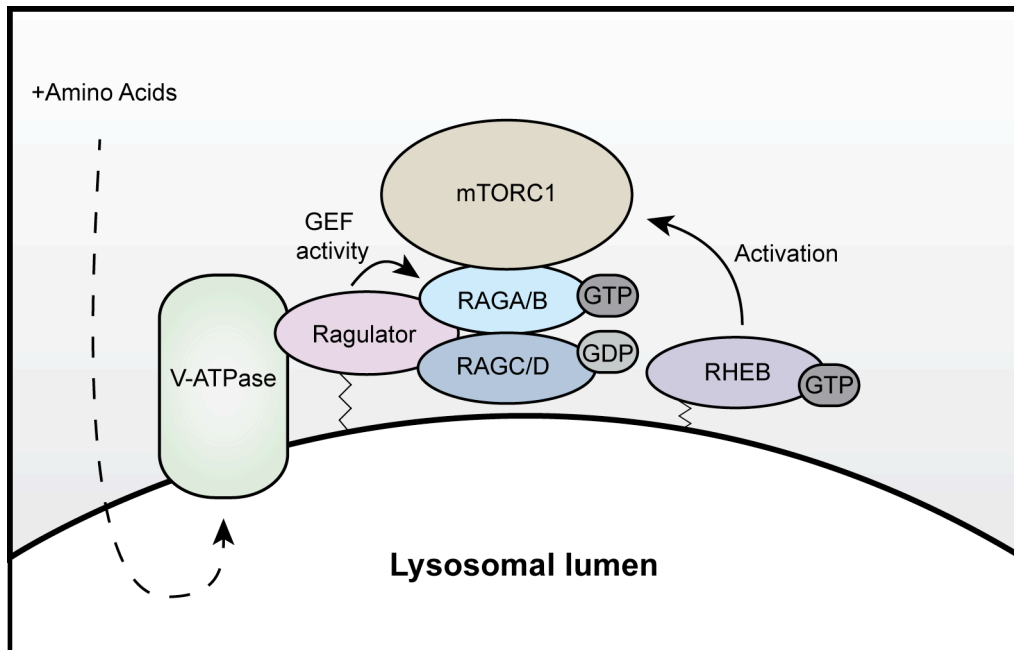 +Amino Acids
mTORC1
GEF
activity
Activation
RAGA/B
GTP
Ragulator
RAGC/D
GDP
V-ATPase
RHEB
GTP
Lysosomal lumen